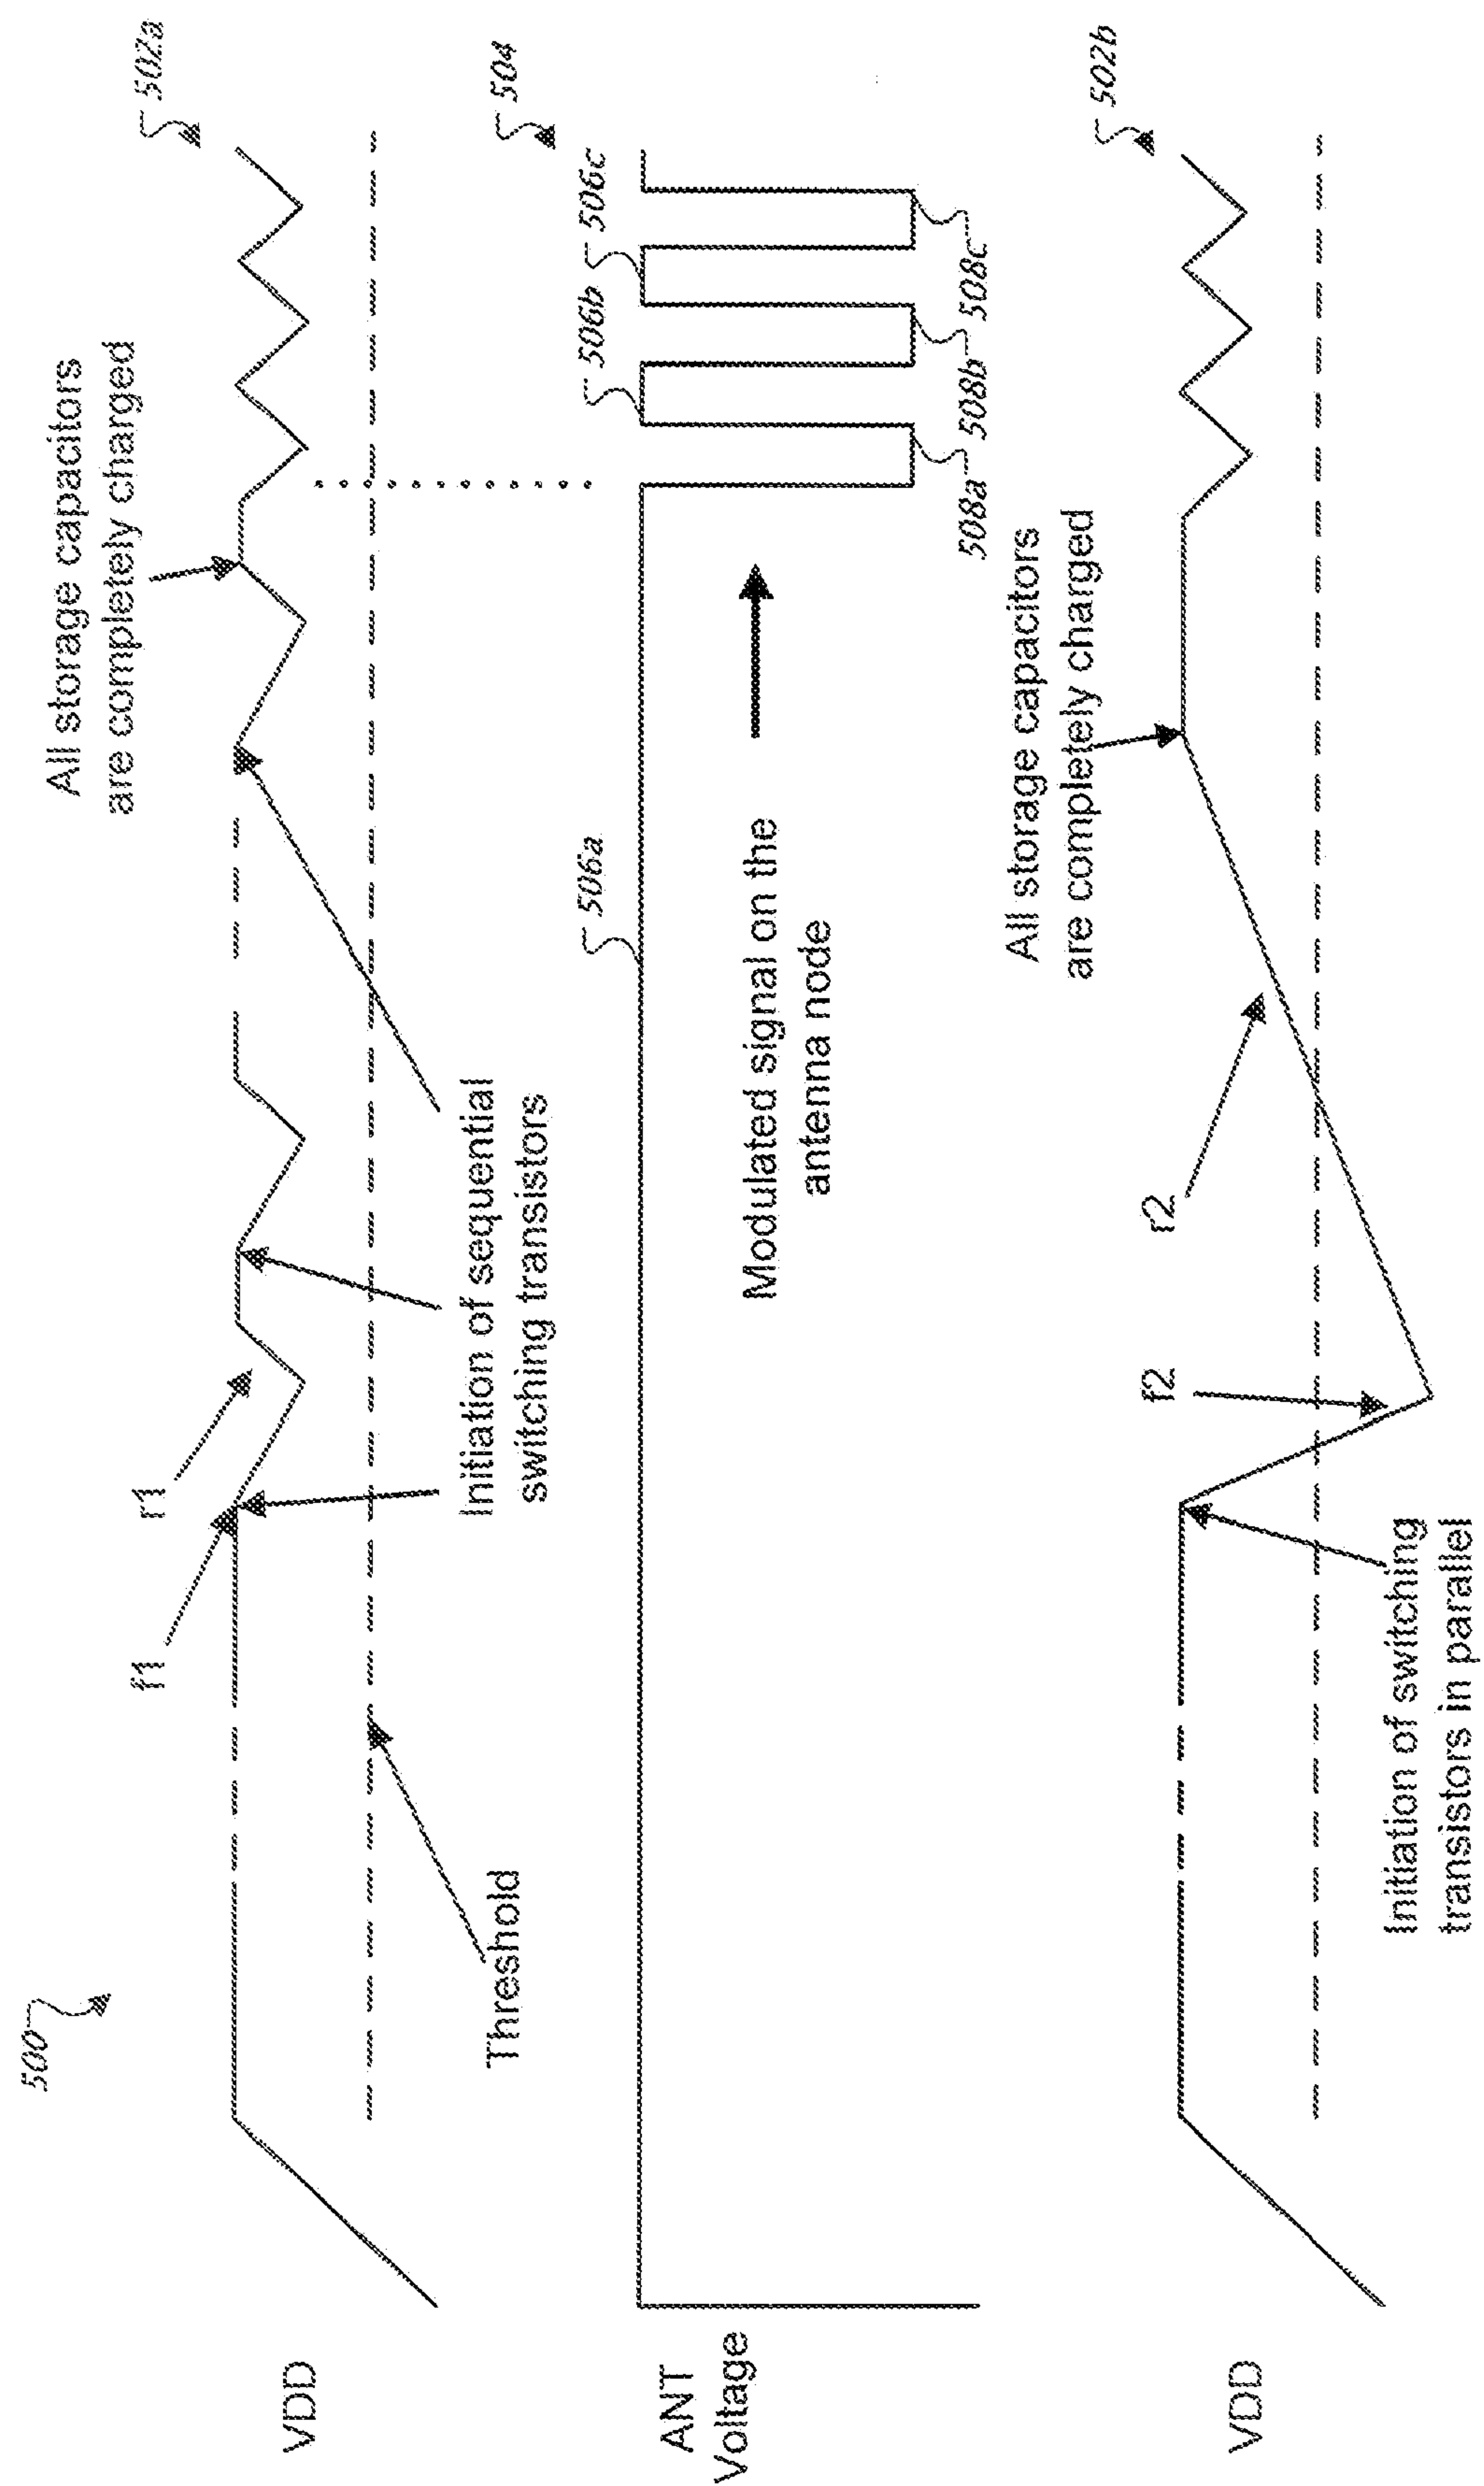 500
VDD
502a
f1
r1
All storage capacitors
are completely charged
Threshold
Initiation of sequential
switching transistors
ANT
Voltage
504
506a
506b
506c
Modulated signal on the
antenna node
508a
508b
508c
VDD
502b
All storage capacitors
are completely charged
f2
r2
Initiation of switching
transistors in parallel